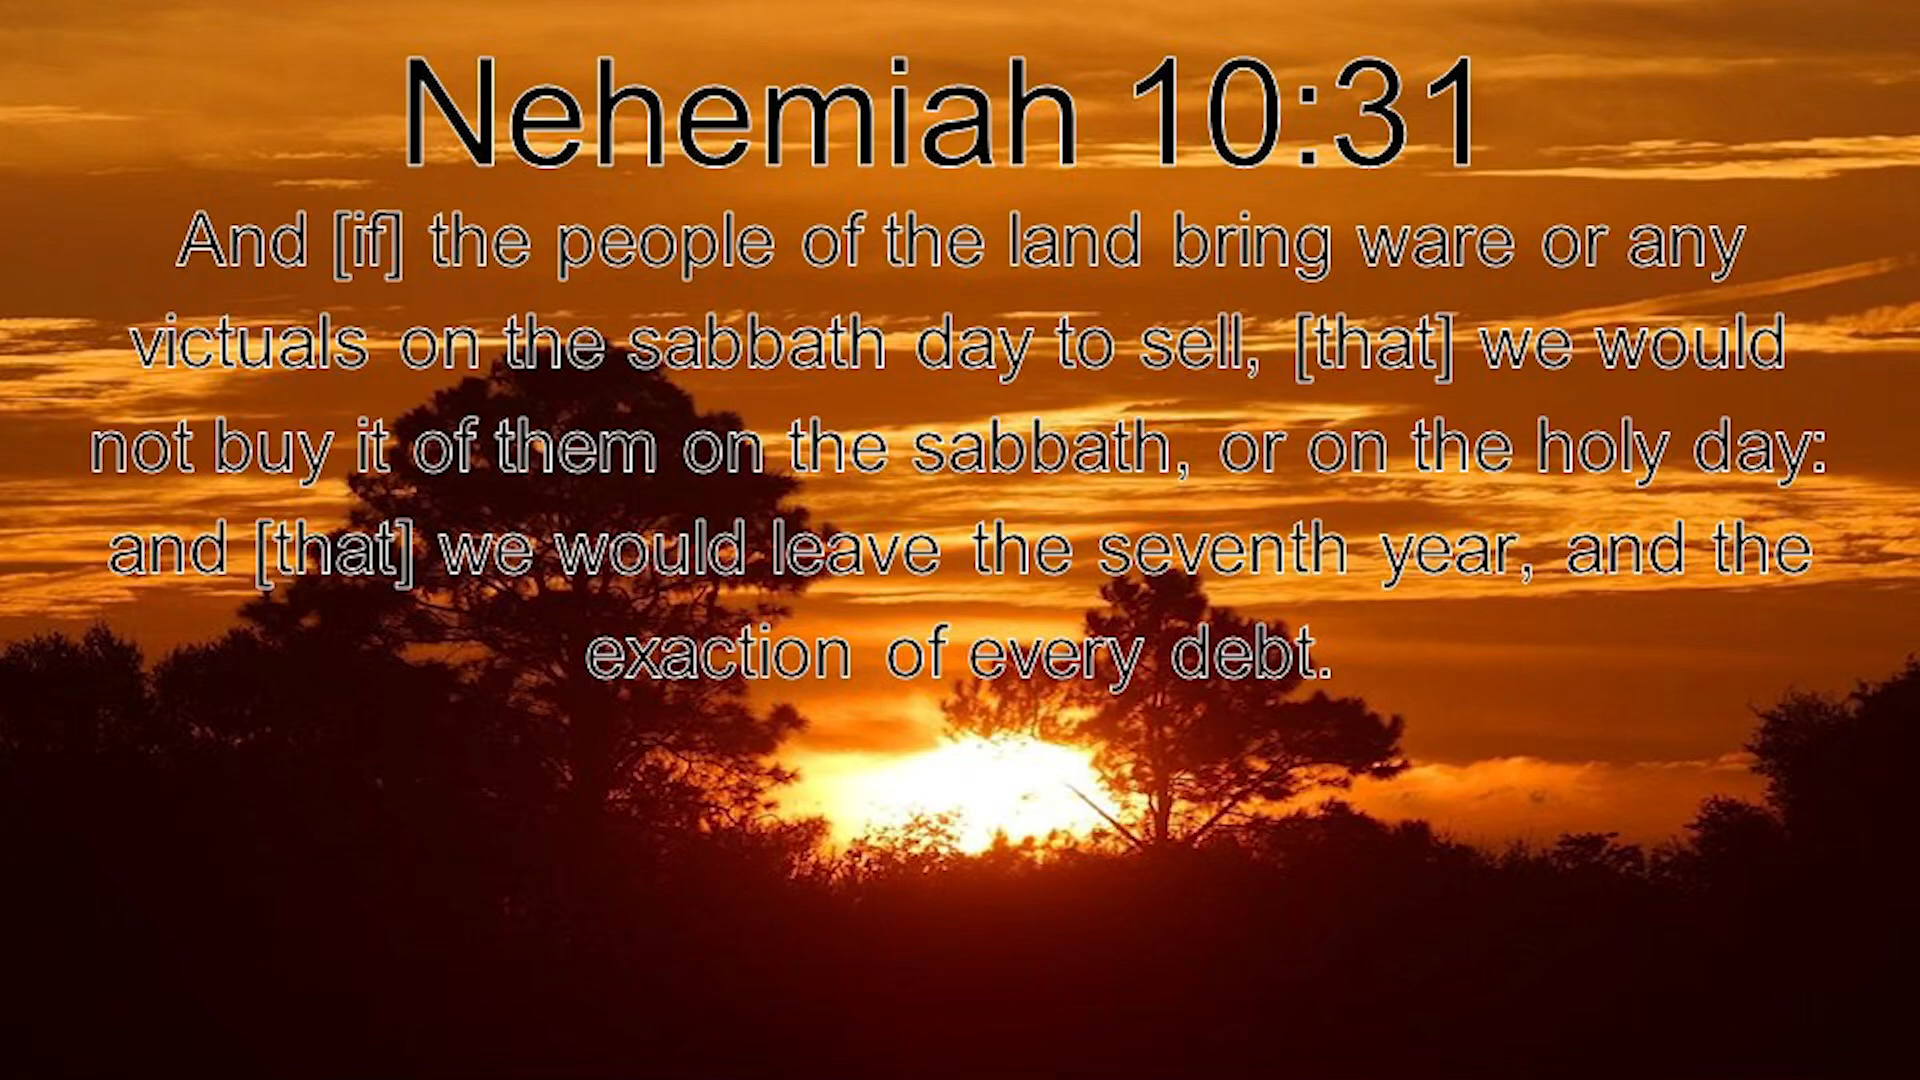 Nehemiah 10:31
And [if] the people of the land bring ware or any
victuals on the sabbath day to sell, [that] we would
not buy it of them on the sabbath, or on the holy day:
and [that] we would leave the seventh year, and the
exaction of every debt.